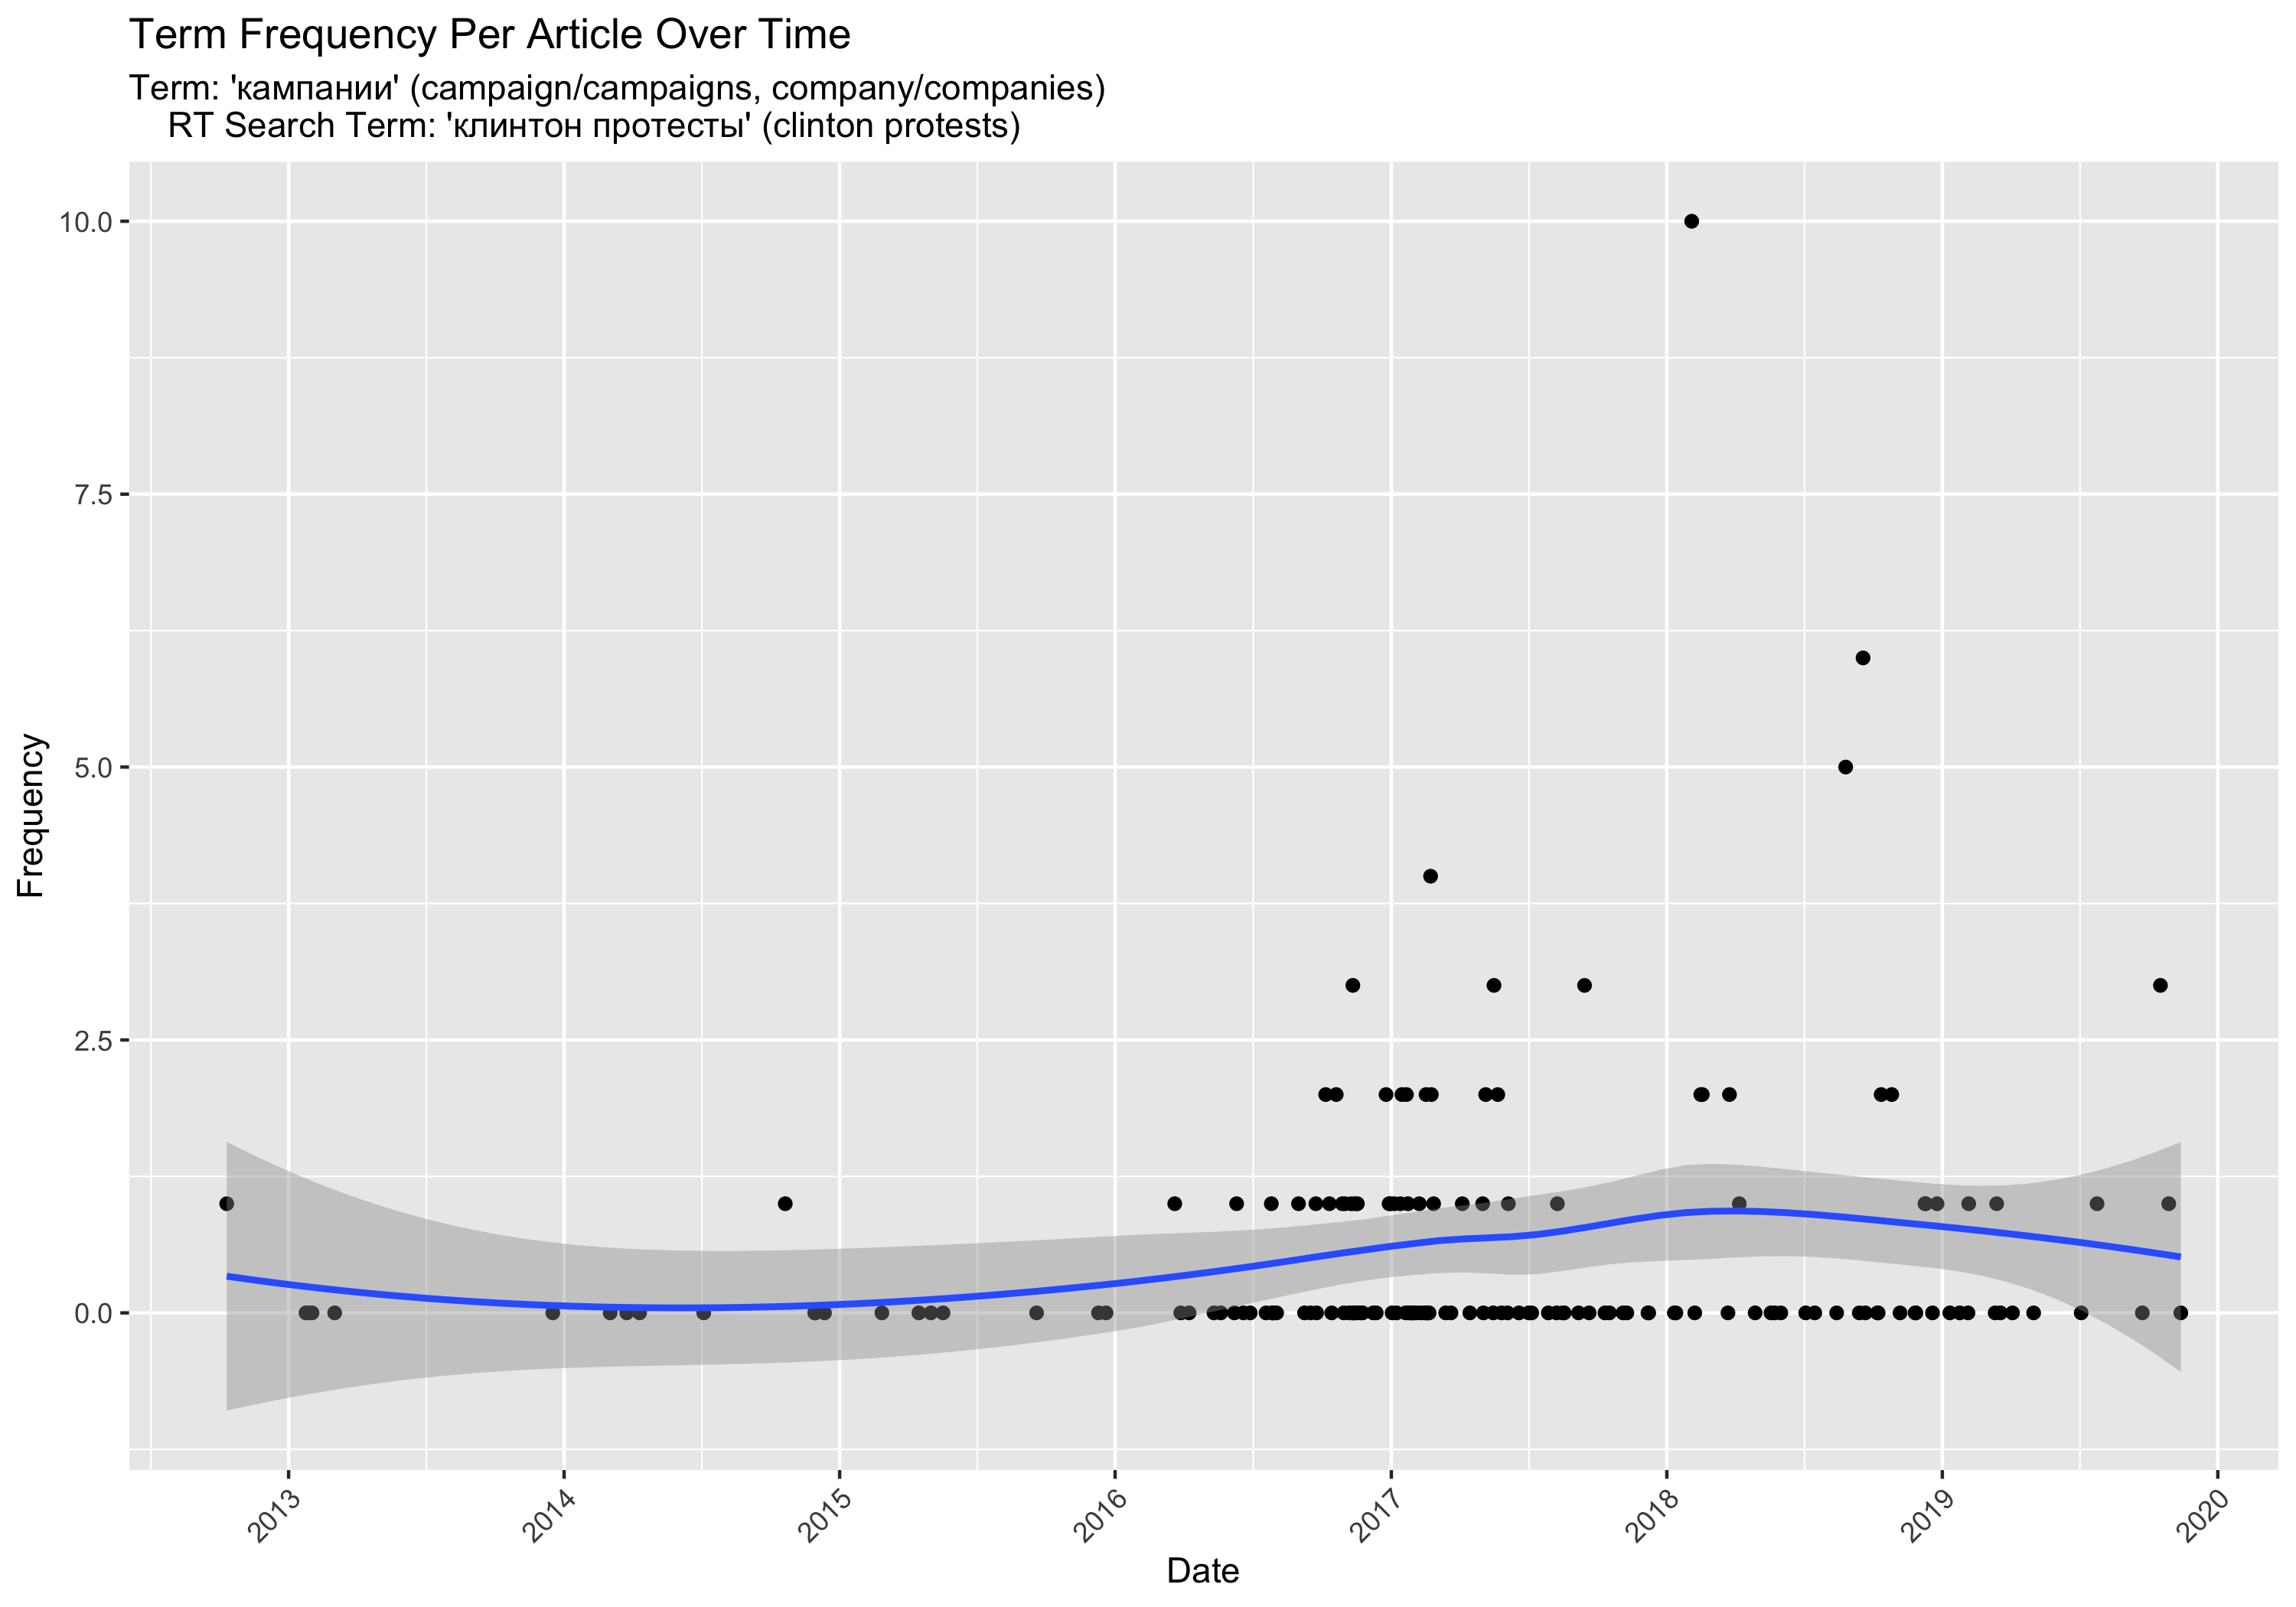 Term Frequency Per Article Over Time
Term: 'кампании' (campaign/campaigns, company/companies)
RT Search Term: 'клинтон протесты' (clinton protests)
10.0
7.5
5.0
2.5
0.0
Frequency
2013
2014
2015
2016
2017
2018
2019
2020
Date